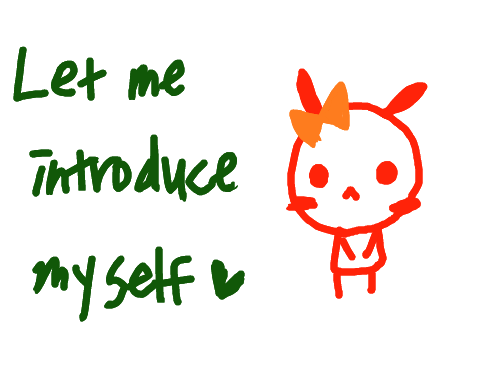 Let me
introduce
myself ♥